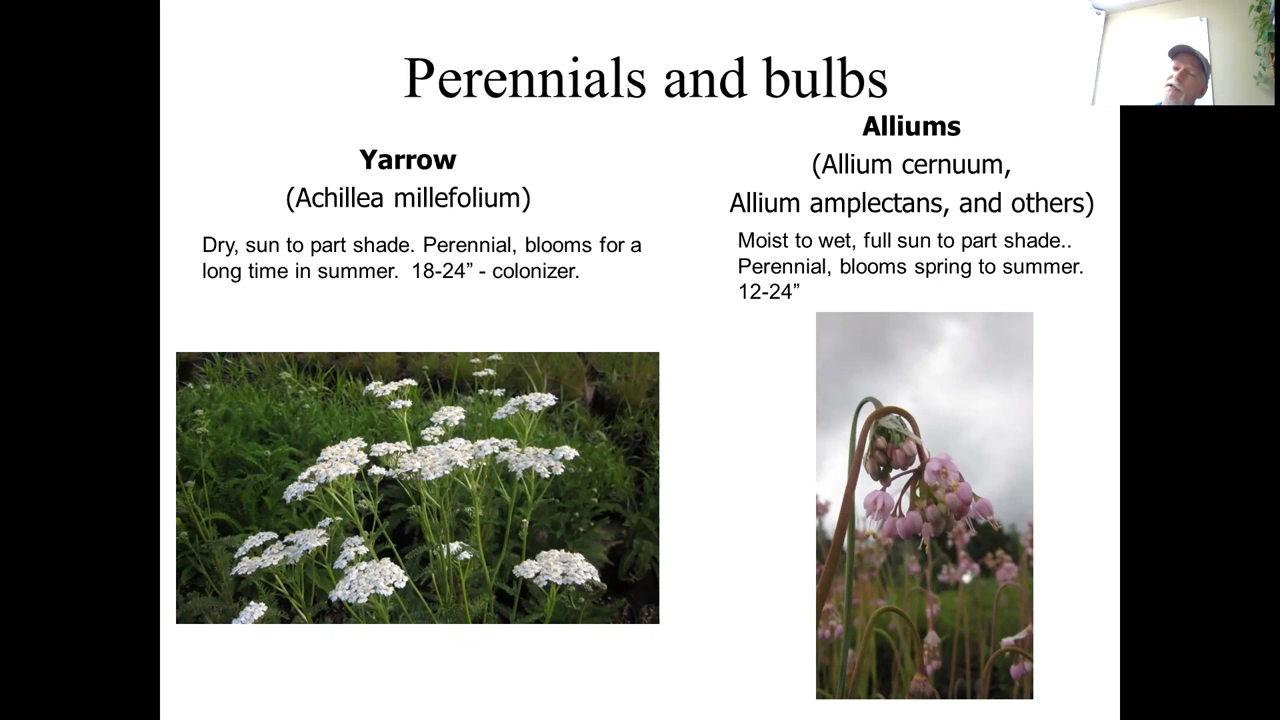 Perennials and bulbs
Yarrow
(Achillea millefolium)
Dry, sun to part shade. Perennial, blooms for a
long time in summer.  18-24” - colonizer.
Alliums
(Allium cernuum,
Allium amplectans, and others)
Moist to wet, full sun to part shade..
Perennial, blooms spring to summer.
12-24”